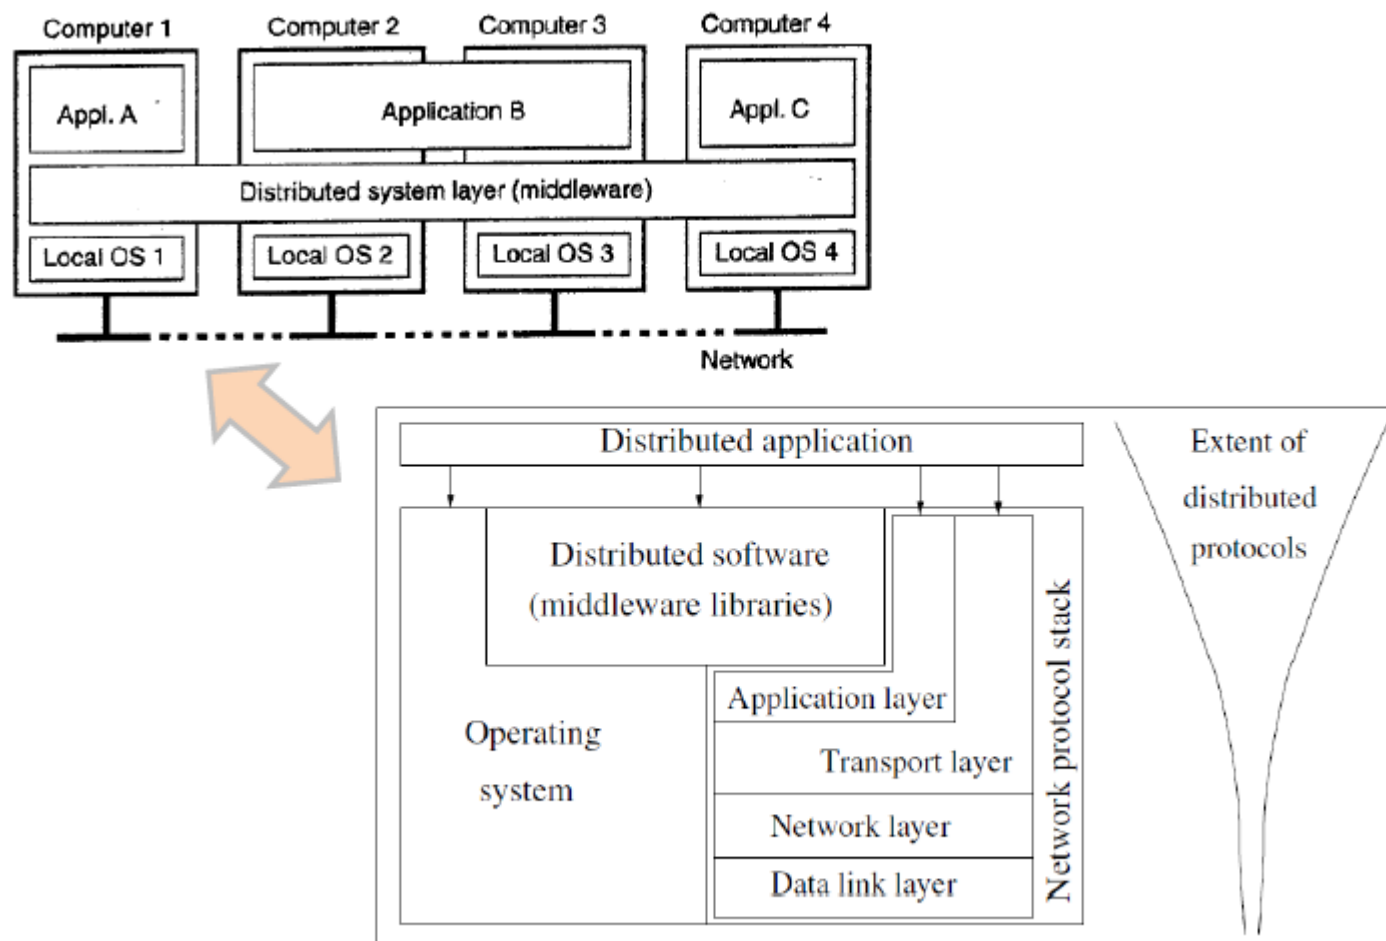 Computer 1
Computer 2
Computer 3
Computer 4
Appl. A
Application B
Appl. C
Distributed system layer (middleware)
Local OS 1
Local OS 2
Local OS 3
Local OS 4
Network
Distributed application
Distributed software
(middleware libraries)
Operating
system
Application layer
Transport layer
Network layer
Data link layer
Network protocol stack
Extent of
distributed
protocols